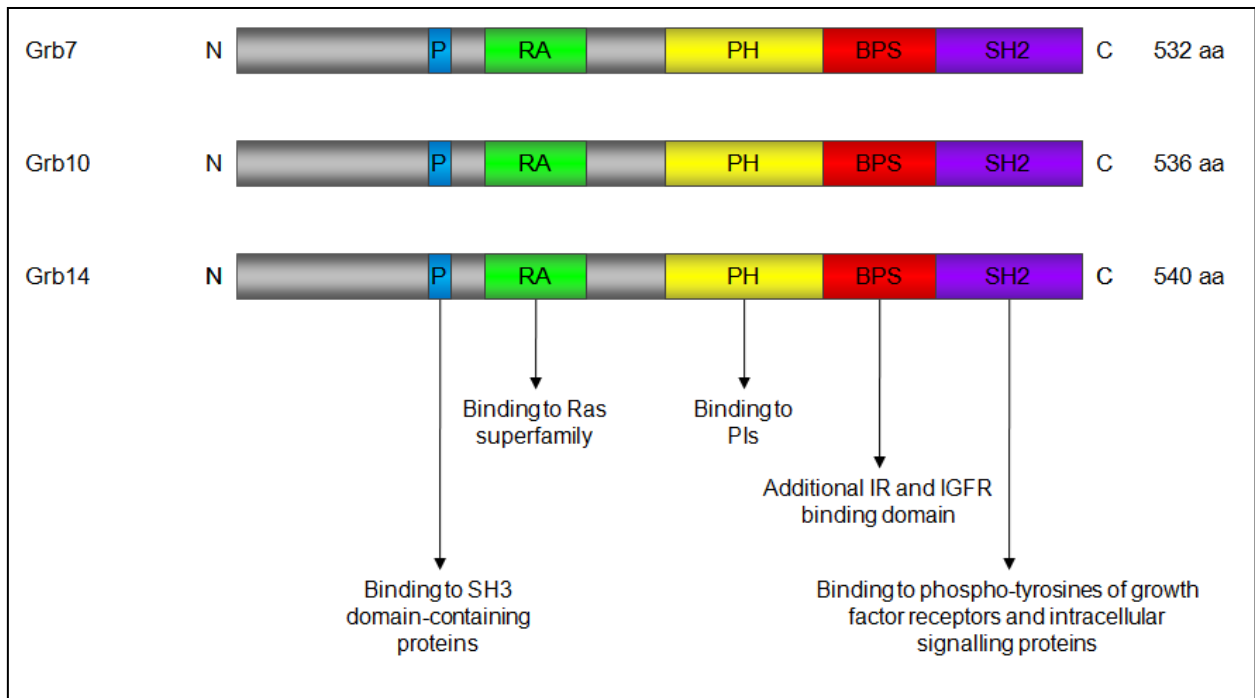 Grb7 N P RA PH BPS SH2 C 532 aa
Grb10 N P RA PH BPS SH2 C 536 aa
Grb14 N P RA PH BPS SH2 C 540 aa
Binding to Ras
superfamily
Binding to
PIs
Additional IR and IGFR
binding domain
Binding to SH3
domain-containing
proteins
Binding to phospho-tyrosines of growth
factor receptors and intracellular
signalling proteins